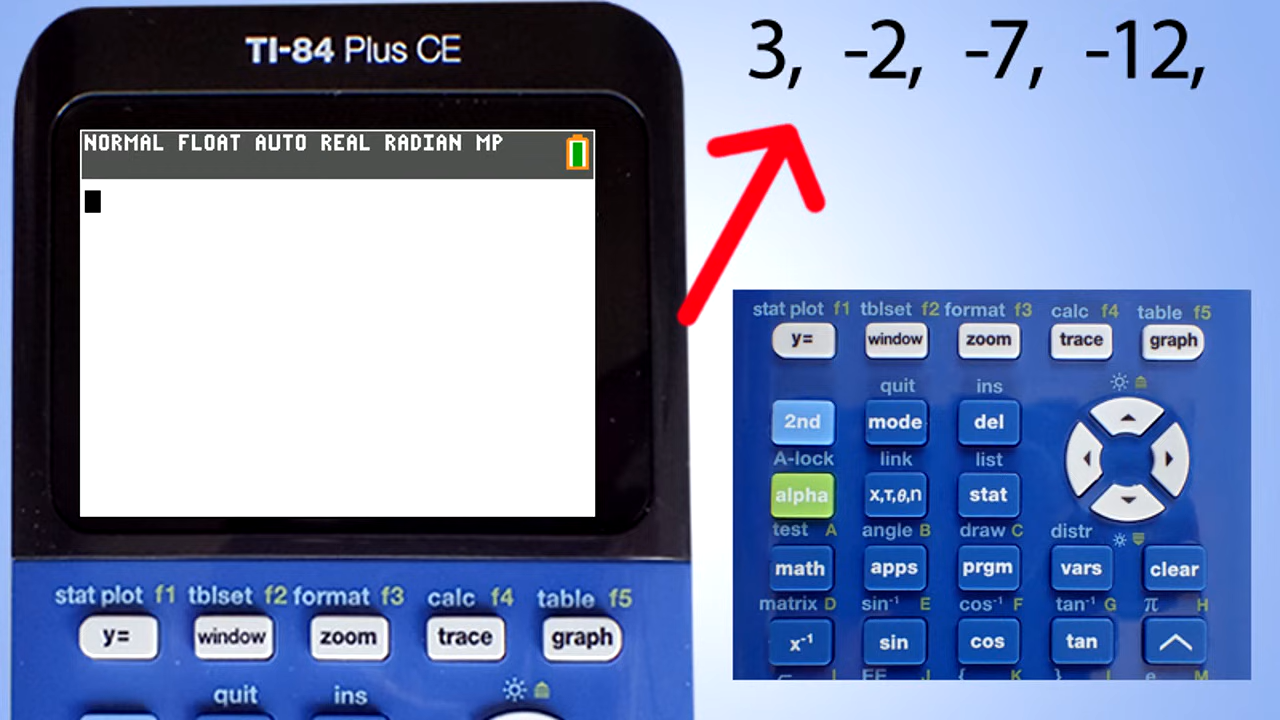 TI-84 Plus CE
3, -2, -7, -12,
NORMAL FLOAT AUTO REAL RADIAN MP
stat plot f1 tblset f2 format f3 calc f4 table f5
y= window zoom trace graph
quit ins
stat plot f1 tblset f2 format f3 calc f4 table f5
y= window zoom trace graph
quit ins
2nd mode del
A-lock link list
alpha x,T,θ,n stat
test A angle B draw C distr
math apps prgm vars clear
matrix D sin⁻¹ E cos⁻¹ F tan⁻¹ G π H
x⁻¹ sin cos tan ^